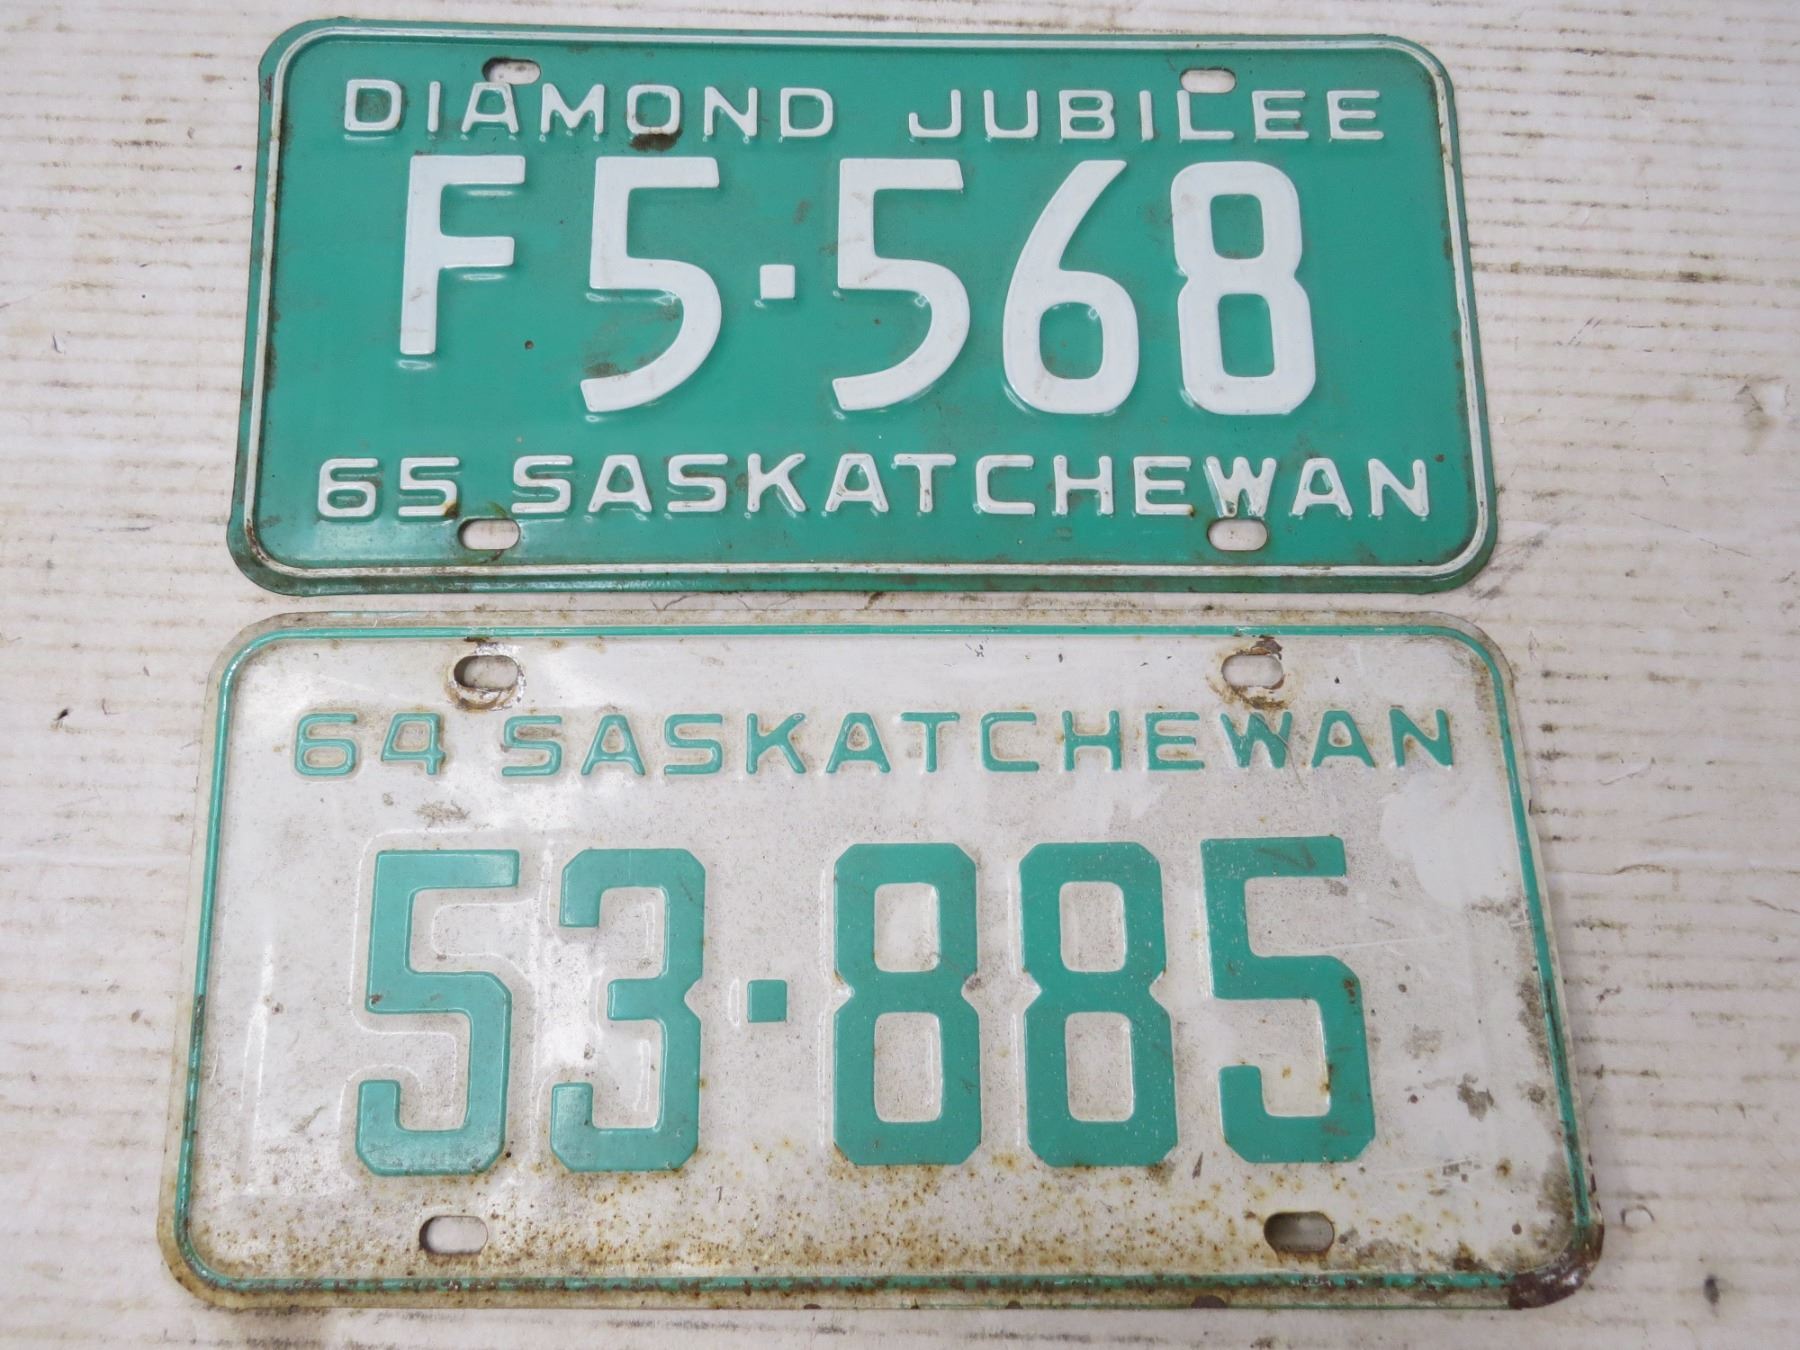 DIAMOND JUBILEE
F5·568
65 SASKATCHEWAN
64 SASKATCHEWAN
53·885